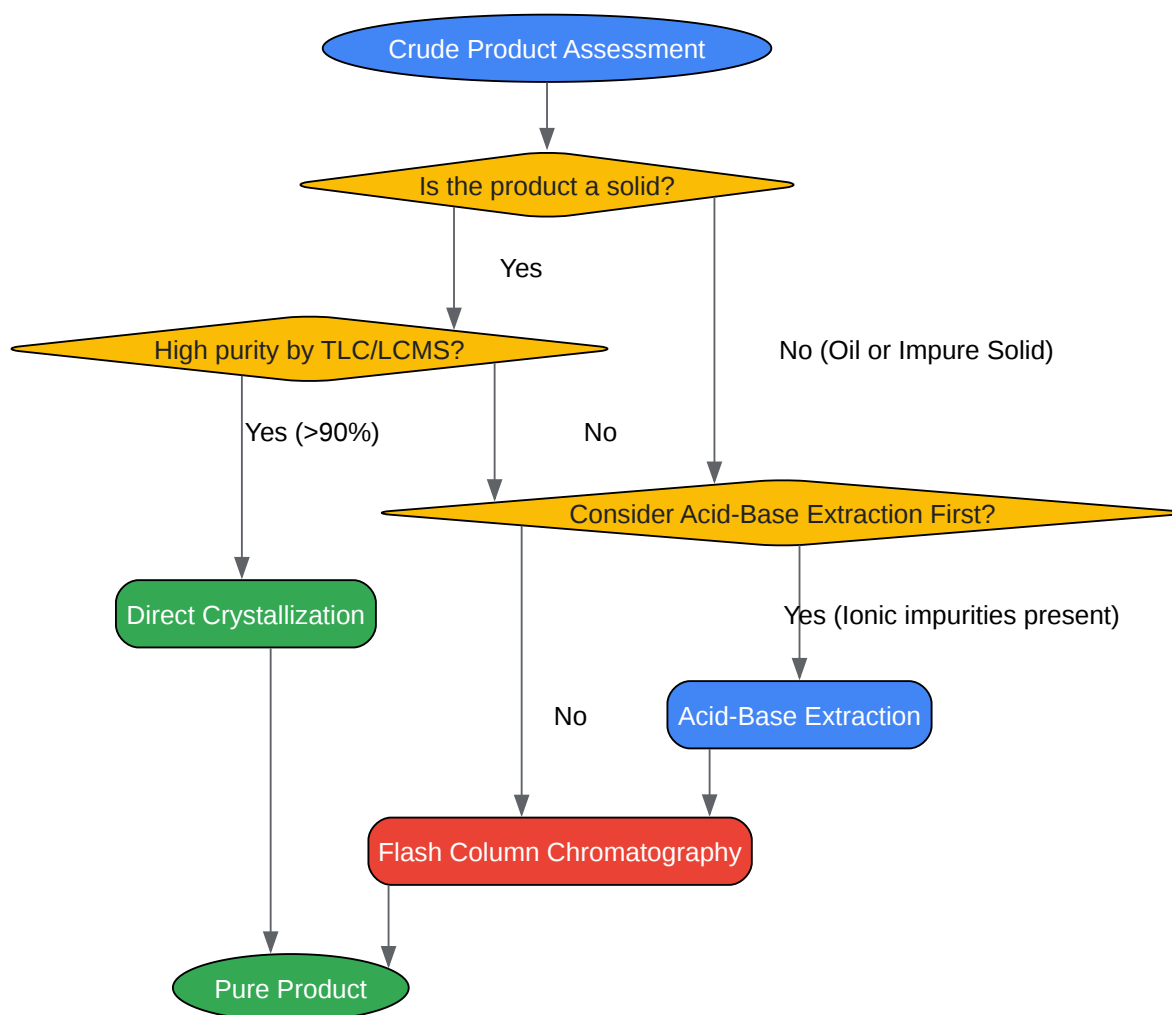 Crude Product Assessment
Is the product a solid?
Yes
High purity by TLC/LCMS?
No (Oil or Impure Solid)
Yes (>90%)
No
Consider Acid-Base Extraction First?
Direct Crystallization
Yes (Ionic impurities present)
Acid-Base Extraction
No
Flash Column Chromatography
Pure Product